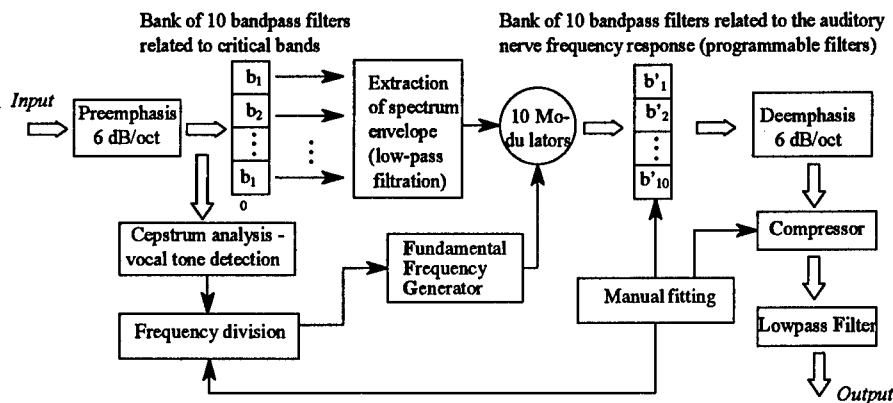 Bank of 10 bandpass filters
related to critical bands
Bank of 10 bandpass filters related to the auditory
nerve frequency response (programmable filters)
Input
Preemphasis
6 dB/oct
b1
b2
⋮ ⋮
b1
0
⋮
Extraction
of spectrum
envelope
(low-pass
filtration)
10 Mo-
du lators
b'1
b'2
⋮ ⋮
b'10
Deemphasis
6 dB/oct
Cepstrum analysis -
vocal tone detection
Fundamental
Frequency
Generator
Compressor
Manual fitting
Frequency division
Lowpass Filter
Output